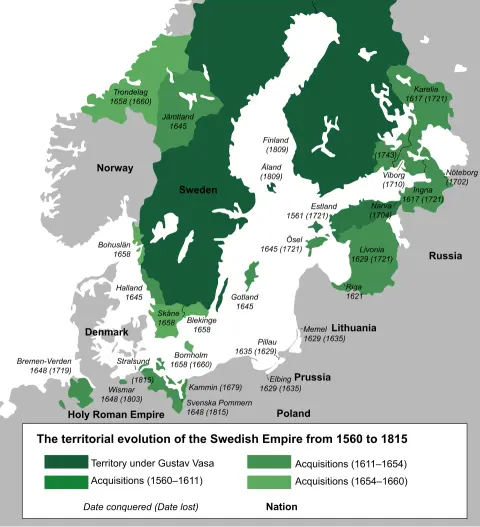 Trondelag
1658 (1660)
Karelia
1617 (1721)
Jämtland
1645
Finland
(1809)
(1743)
Norway
Åland
(1809)
Viborg
(1710)
Nöteborg
(1702)
Sweden
Ingria
1617 (1721)
Estland
1561 (1721)
Narva
(1704)
Bohuslän
1658
Ösel
1645 (1721)
Livonia
1629 (1721)
Russia
Halland
1645
Gotland
1645
Riga
1621
Skåne
1658
Blekinge
1658
Denmark
Memel
1629 (1635)
Lithuania
Pillau
1635 (1629)
Bremen-Verden
1648 (1719)
Stralsund
(1815)
Bornholm
1658 (1660)
Wismar
1648 (1803)
Kammin (1679)
Elbing
1629 (1635)
Prussia
Svenska Pommern
1648 (1815)
Holy Roman Empire
Poland
The territorial evolution of the Swedish Empire from 1560 to 1815
Territory under Gustav Vasa
Acquisitions (1611–1654)
Acquisitions (1560–1611)
Acquisitions (1654–1660)
Date conquered (Date lost)
Nation